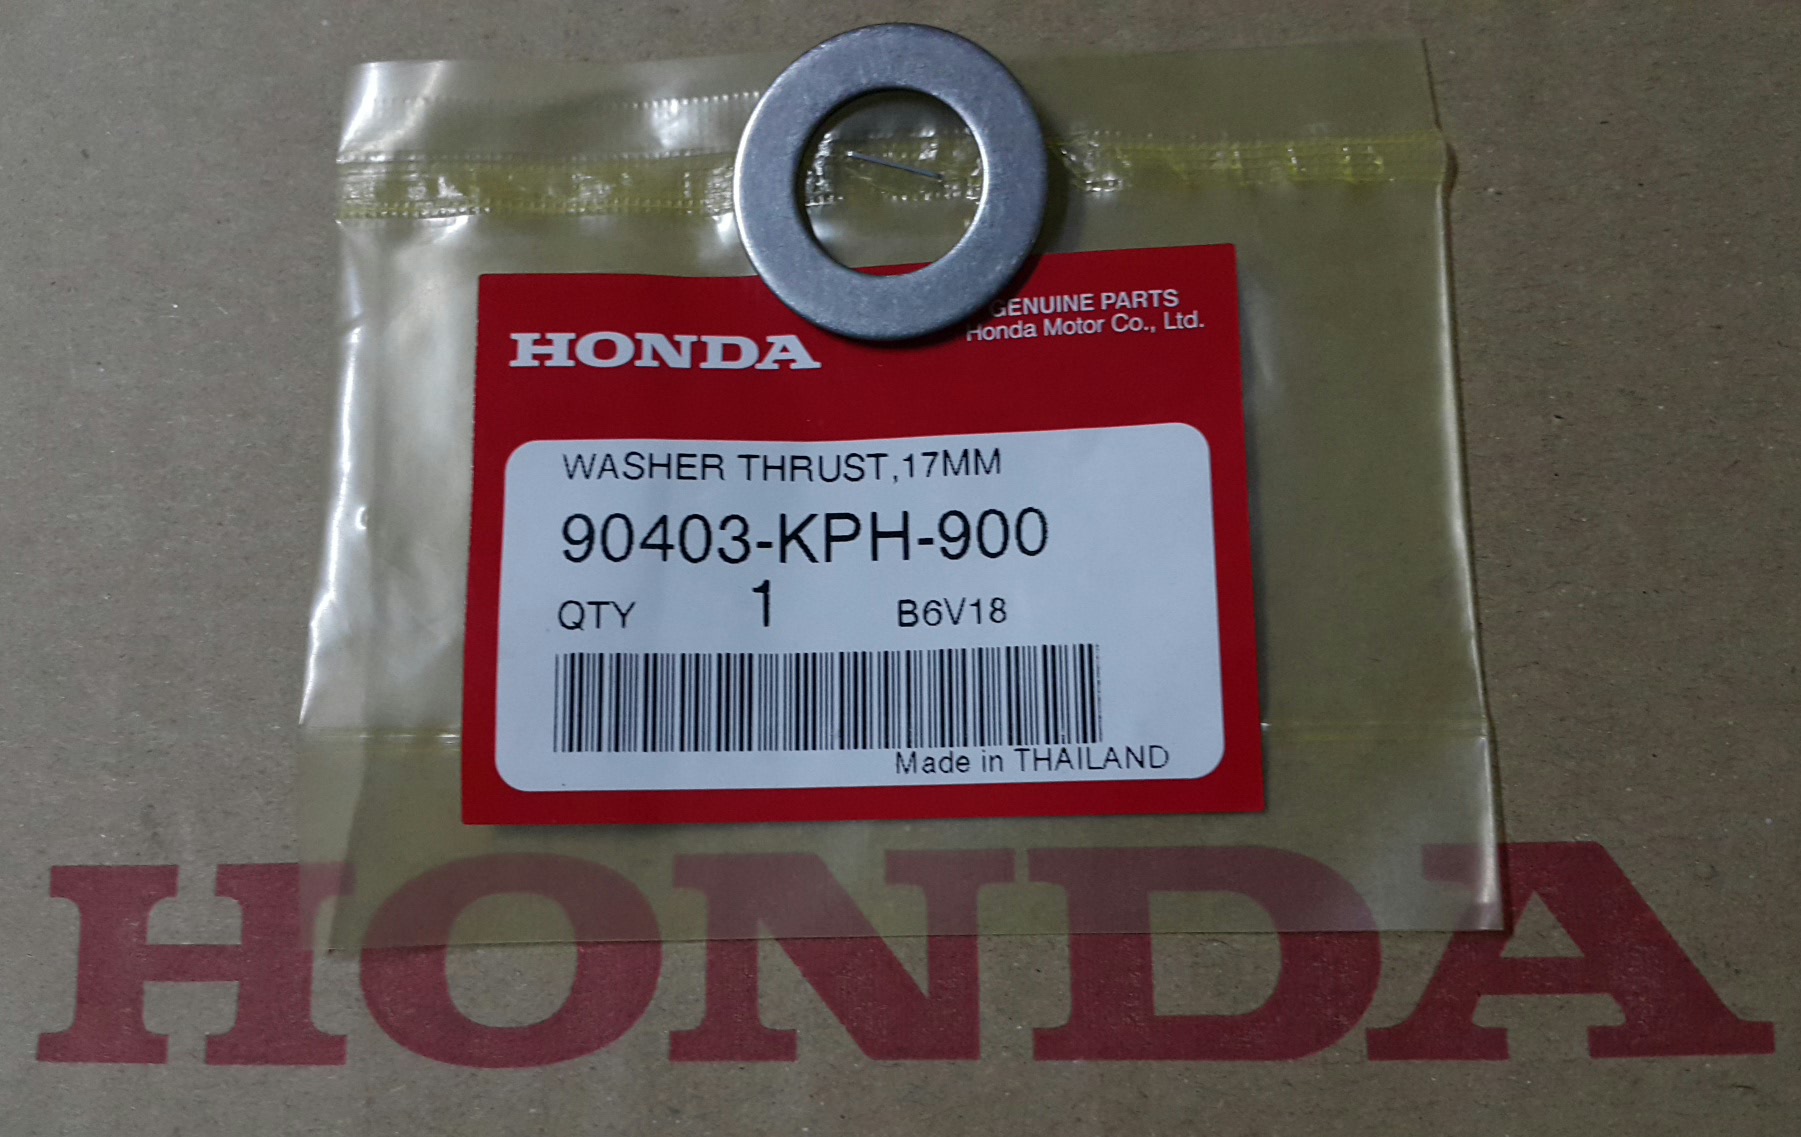 GENUINE PARTS
Honda Motor Co., Ltd.
HONDA
WASHER THRUST,17MM
90403-KPH-900
QTY 1 B6V18
Made in THAILAND
HONDA